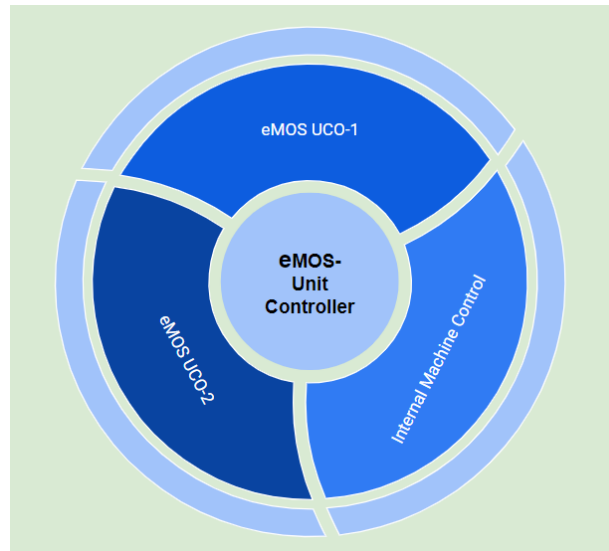 eMOS UCO-1
eMOS-
Unit
Controller
Internal Machine Control
eMOS UCO-2